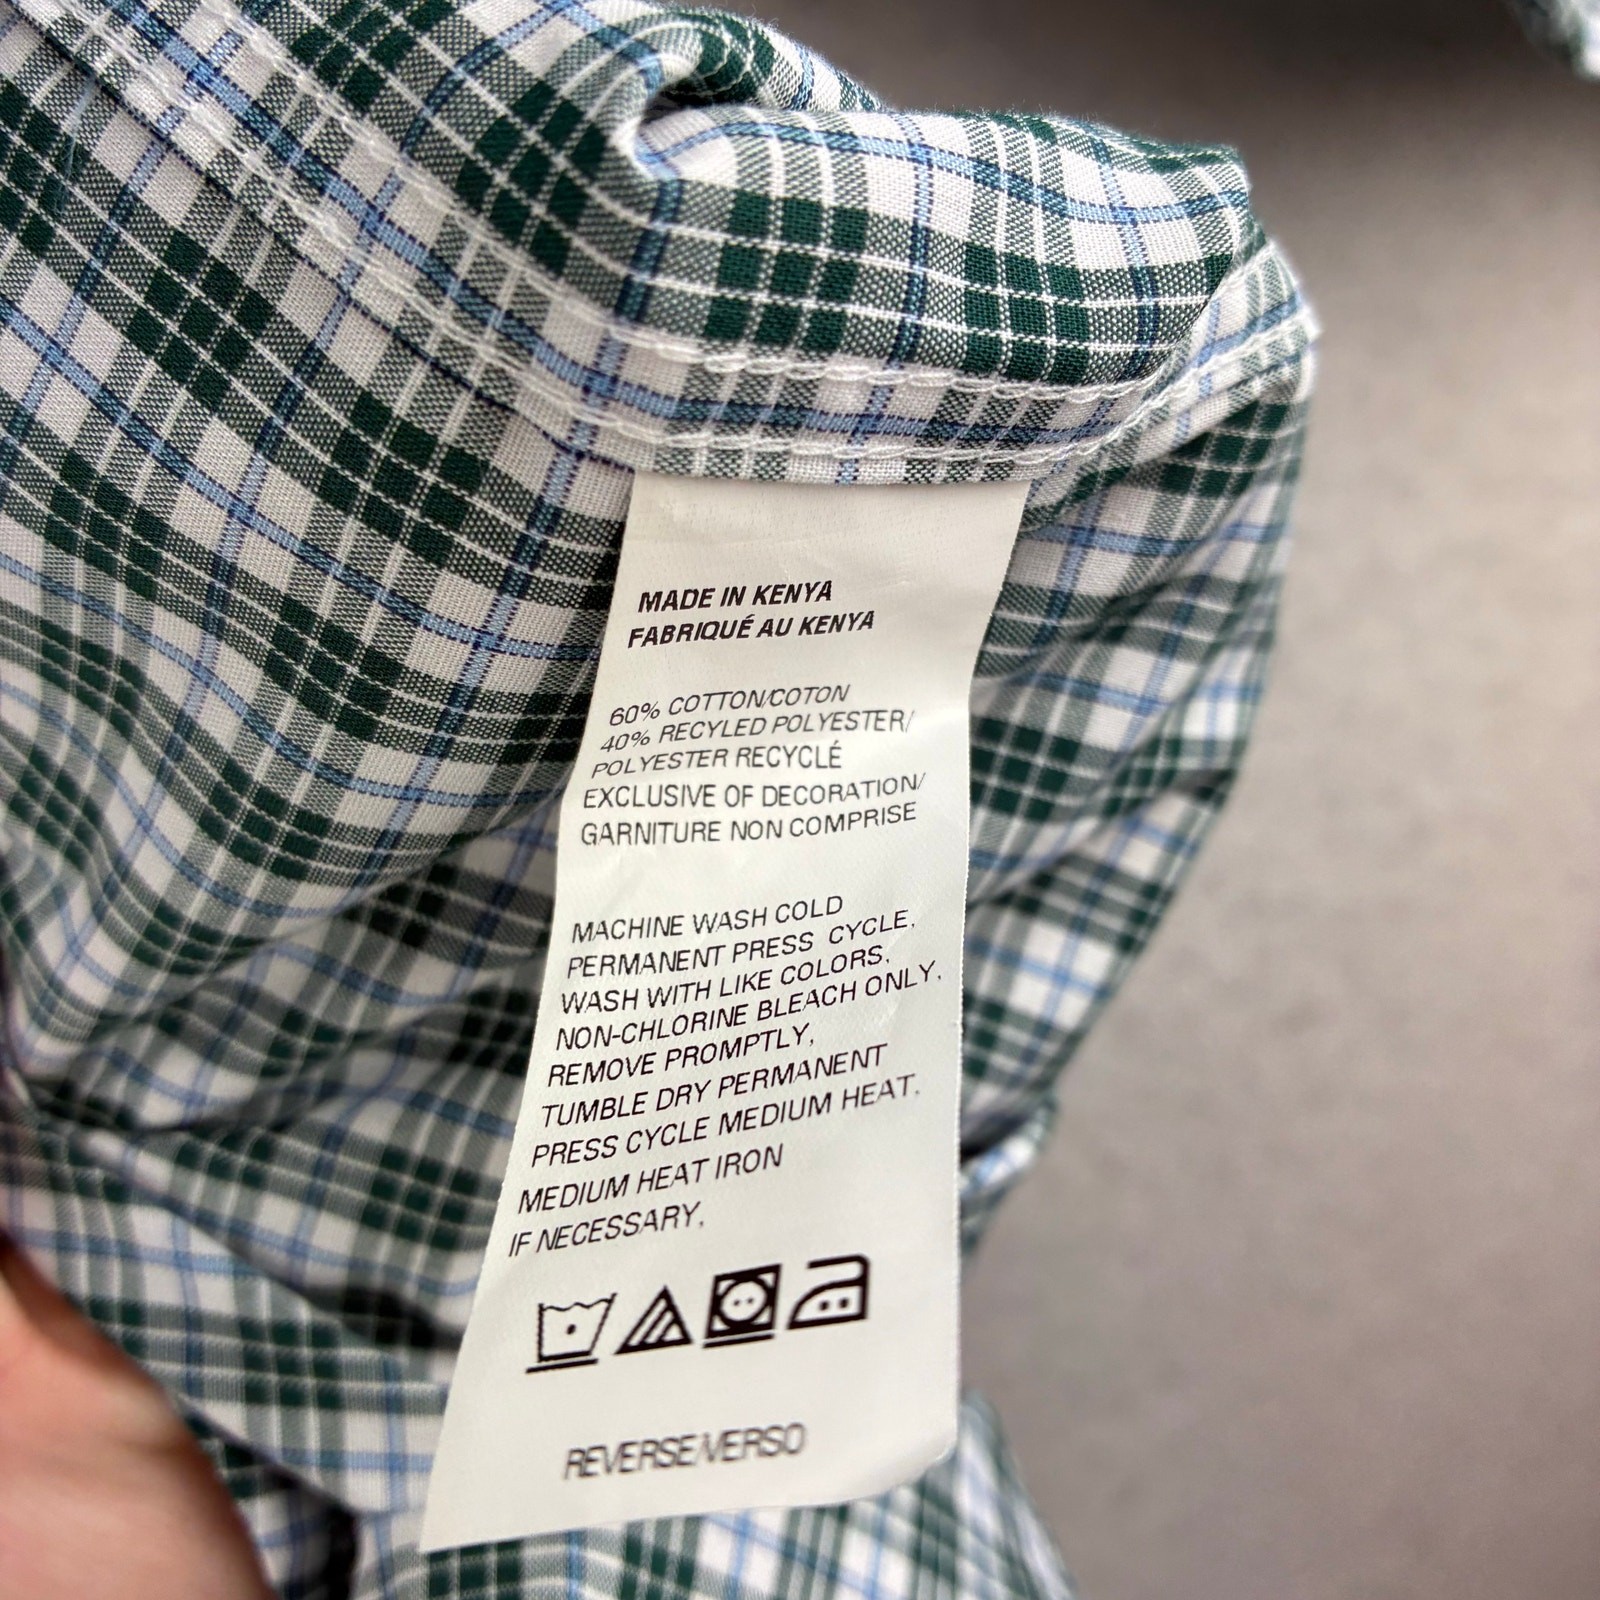 MADE IN KENYA
FABRIQUÉ AU KENYA
60% COTTON/COTON
40% RECYLED POLYESTER/
POLYESTER RECYCLÉ
EXCLUSIVE OF DECORATION/
GARNITURE NON COMPRISE
MACHINE WASH COLD
PERMANENT PRESS CYCLE.
WASH WITH LIKE COLORS.
NON-CHLORINE BLEACH ONLY.
REMOVE PROMPTLY,
TUMBLE DRY PERMANENT
PRESS CYCLE MEDIUM HEAT.
MEDIUM HEAT IRON
IF NECESSARY.
REVERSE/VERSO